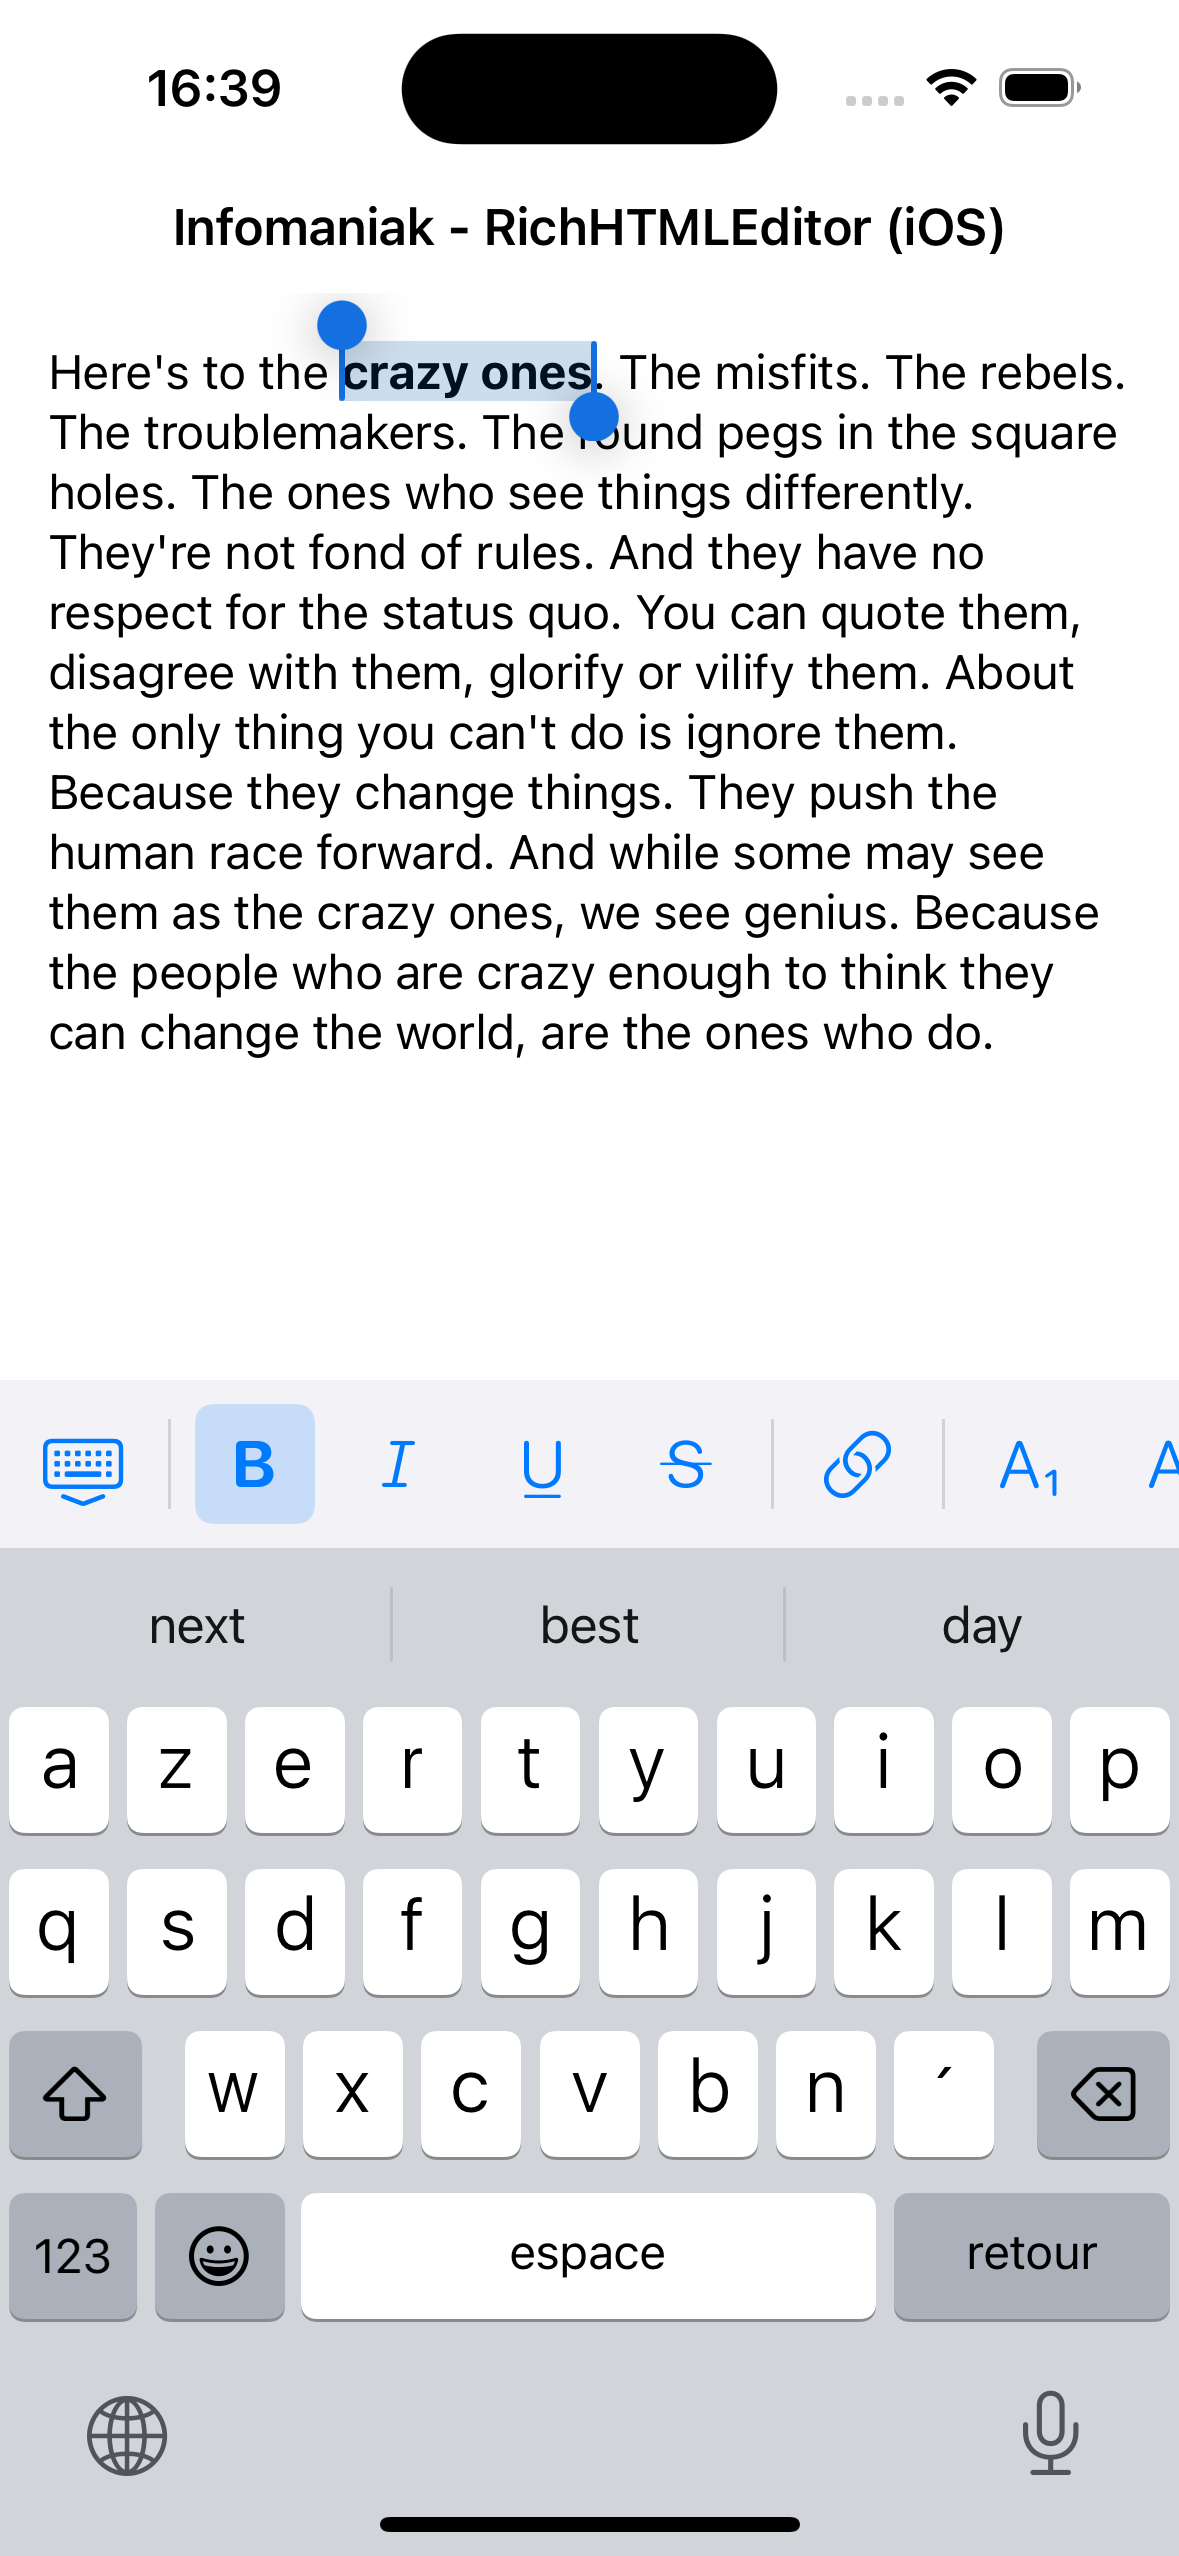 16:39
Infomaniak - RichHTMLEditor (iOS)
Here's to the crazy ones. The misfits. The rebels.
The troublemakers. The round pegs in the square
holes. The ones who see things differently.
They're not fond of rules. And they have no
respect for the status quo. You can quote them,
disagree with them, glorify or vilify them. About
the only thing you can't do is ignore them.
Because they change things. They push the
human race forward. And while some may see
them as the crazy ones, we see genius. Because
the people who are crazy enough to think they
can change the world, are the ones who do.
B I U S A₁ A
next best day
a z e r t y u i o p
q s d f g h j k l m
w x c v b n ´
123 espace retour